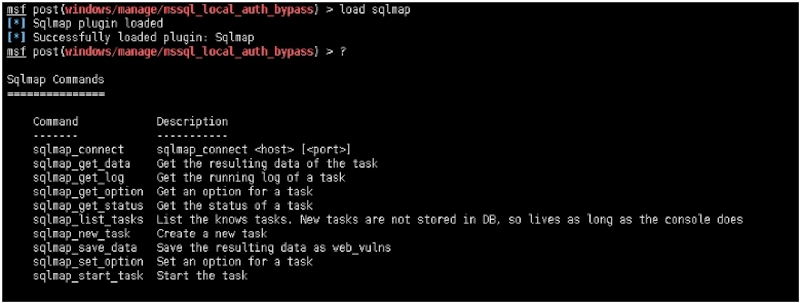 msf post(windows/manage/mssql_local_auth_bypass) > load sqlmap
[*] Sqlmap plugin loaded
[*] Successfully loaded plugin: Sqlmap
msf post(windows/manage/mssql_local_auth_bypass) > ?
Sqlmap Commands
===============
Command Description
------- -----------
sqlmap_connect sqlmap_connect <host> [<port>]
sqlmap_get_data Get the resulting data of the task
sqlmap_get_log Get the running log of a task
sqlmap_get_option Get an option for a task
sqlmap_get_status Get the status of a task
sqlmap_list_tasks List the knows tasks. New tasks are not stored in DB, so lives as long as the console does
sqlmap_new_task Create a new task
sqlmap_save_data Save the resulting data as web_vulns
sqlmap_set_option Set an option for a task
sqlmap_start_task Start the task